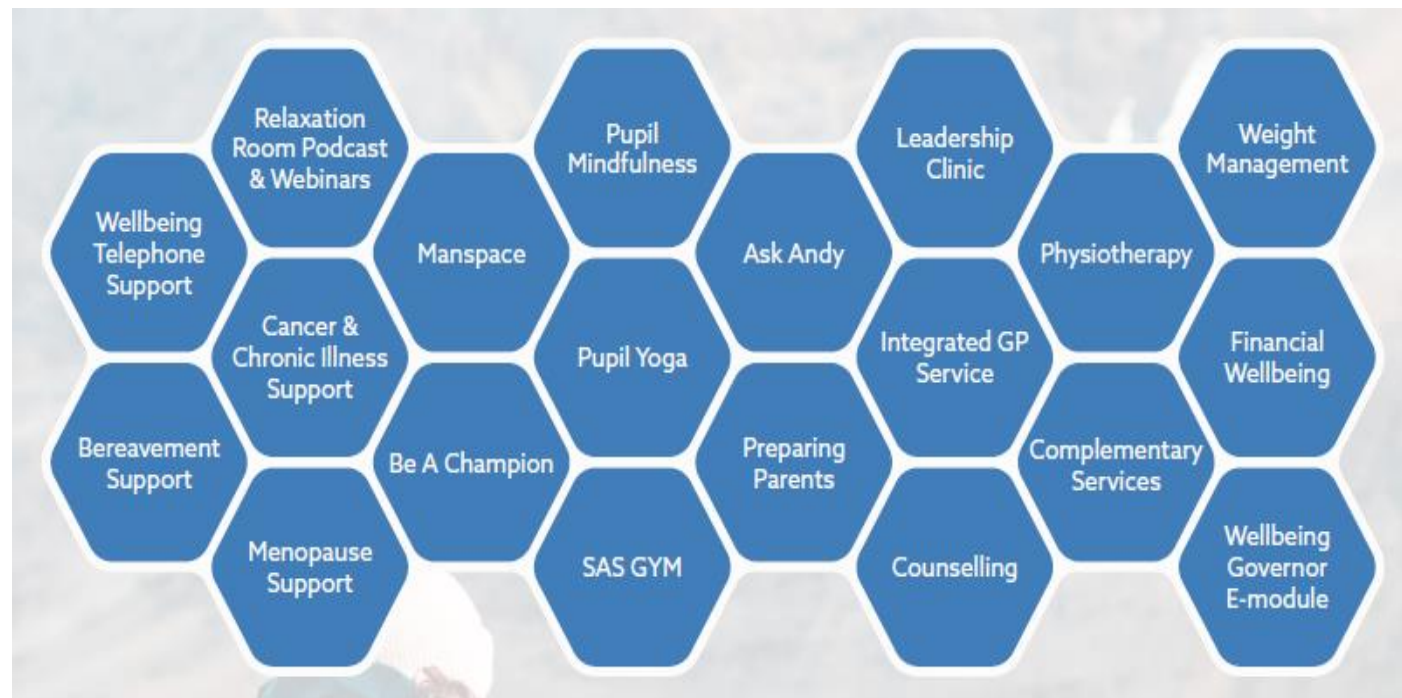 Relaxation
Room Podcast
& Webinars
Pupil
Mindfulness
Leadership
Clinic
Weight
Management
Wellbeing
Telephone
Support
Manspace
Ask Andy
Physiotherapy
Cancer &
Chronic Illness
Support
Pupil Yoga
Integrated GP
Service
Financial
Wellbeing
Bereavement
Support
Be A Champion
Preparing
Parents
Complementary
Services
Menopause
Support
SAS GYM
Counselling
Wellbeing
Governor
E-module